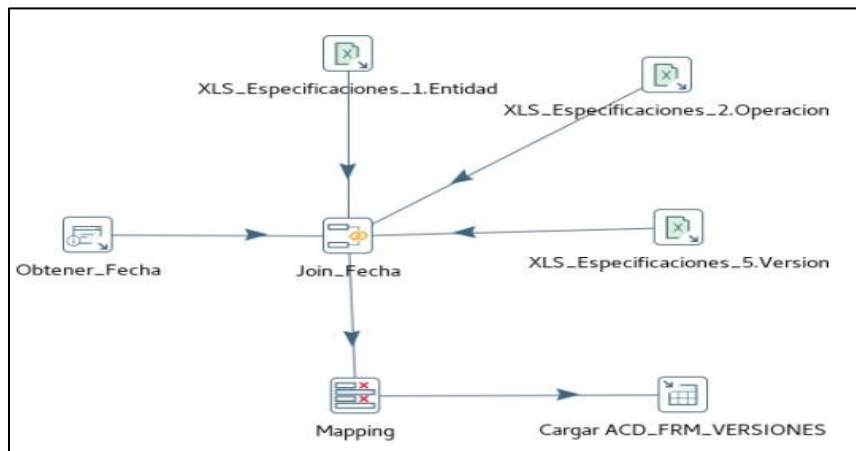 XLS_Especificaciones_1.Entidad
XLS_Especificaciones_2.Operacion
Obtener_Fecha
Join_Fecha
XLS_Especificaciones_5.Version
Mapping
Cargar ACD_FRM_VERSIONES